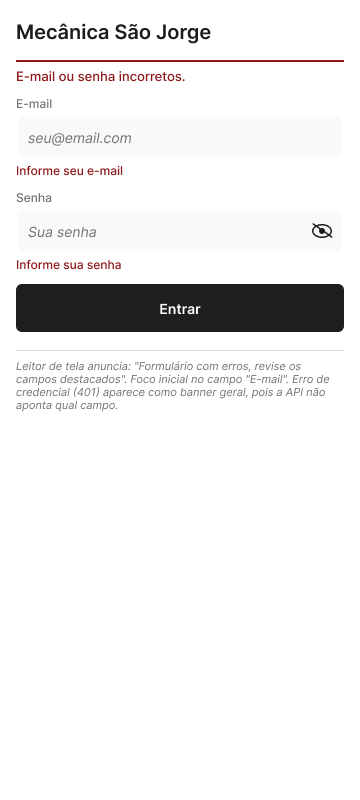 Mecânica São Jorge
E-mail ou senha incorretos.
E-mail
seu@email.com
Informe seu e-mail
Senha
Sua senha
Informe sua senha
Entrar
Leitor de tela anuncia: "Formulário com erros, revise os
campos destacados". Foco inicial no campo "E-mail". Erro de
credencial (401) aparece como banner geral, pois a API não
aponta qual campo.